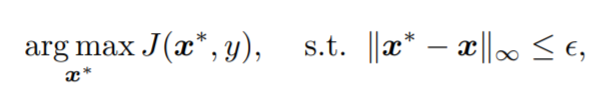 arg max J(x*, y), s.t. ‖x* − x‖∞ ≤ ϵ,
x*